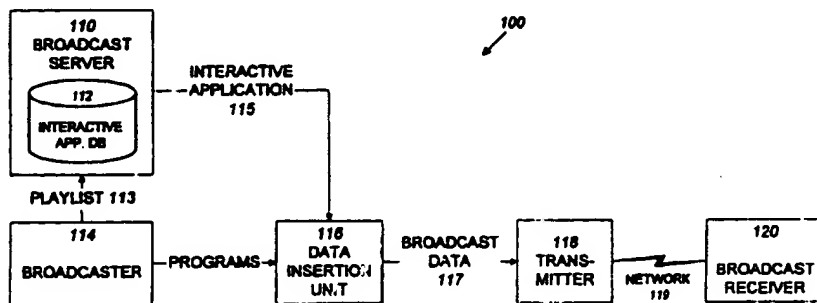 110
BROADCAST
SERVER
112
INTERACTIVE
APP. DB
INTERACTIVE
APPLICATION
115
100
PLAYLIST 113
114
BROADCASTER
PROGRAMS
116
DATA
INSERTION
UNIT
BROADCAST
DATA
117
118
TRANS-
MITTER
NETWORK
119
120
BROADCAST
RECEIVER